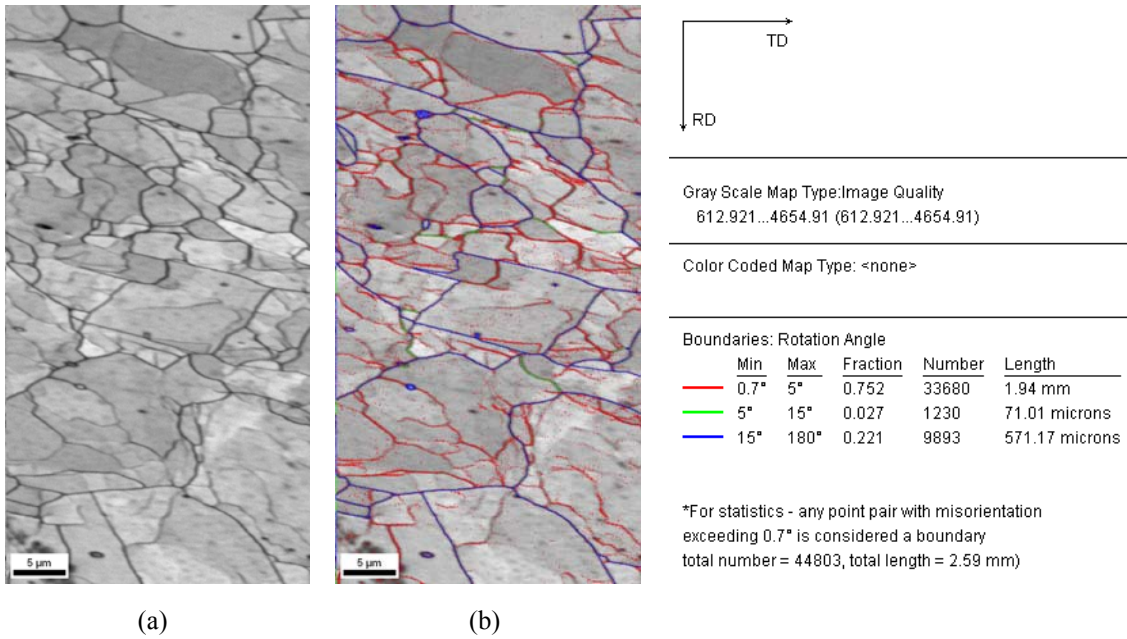 TD
RD
Gray Scale Map Type:Image Quality
612.921...4654.91 (612.921...4654.91)
Color Coded Map Type: <none>
Boundaries: Rotation Angle
Min Max Fraction Number Length
0.7° 5° 0.752 33680 1.94 mm
5° 15° 0.027 1230 71.01 microns
15° 180° 0.221 9893 571.17 microns
*For statistics - any point pair with misorientation
exceeding 0.7° is considered a boundary
total number = 44803, total length = 2.59 mm)
5 µm
5 µm
(a)
(b)